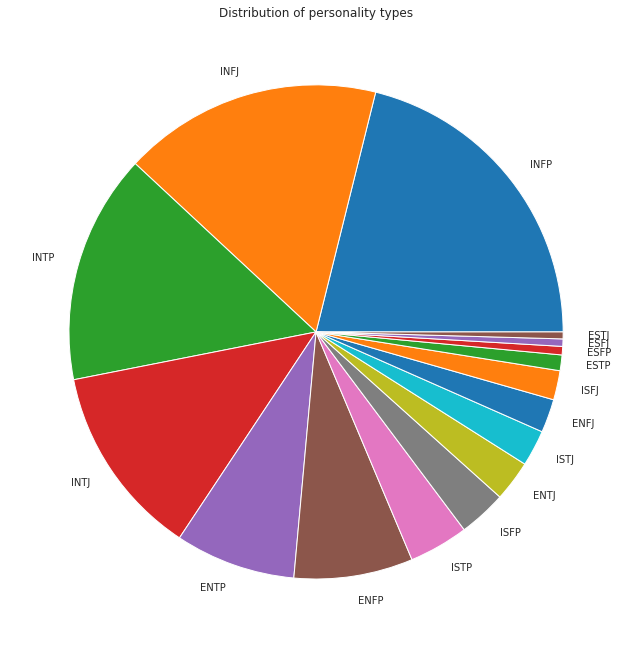 Distribution of personality types
INFJ
INFP
INTP
ESTJ
ESFJ
ESFP
ESTP
ISFJ
ENFJ
ISTJ
INTJ
ENTJ
ISFP
ISTP
ENTP
ENFP